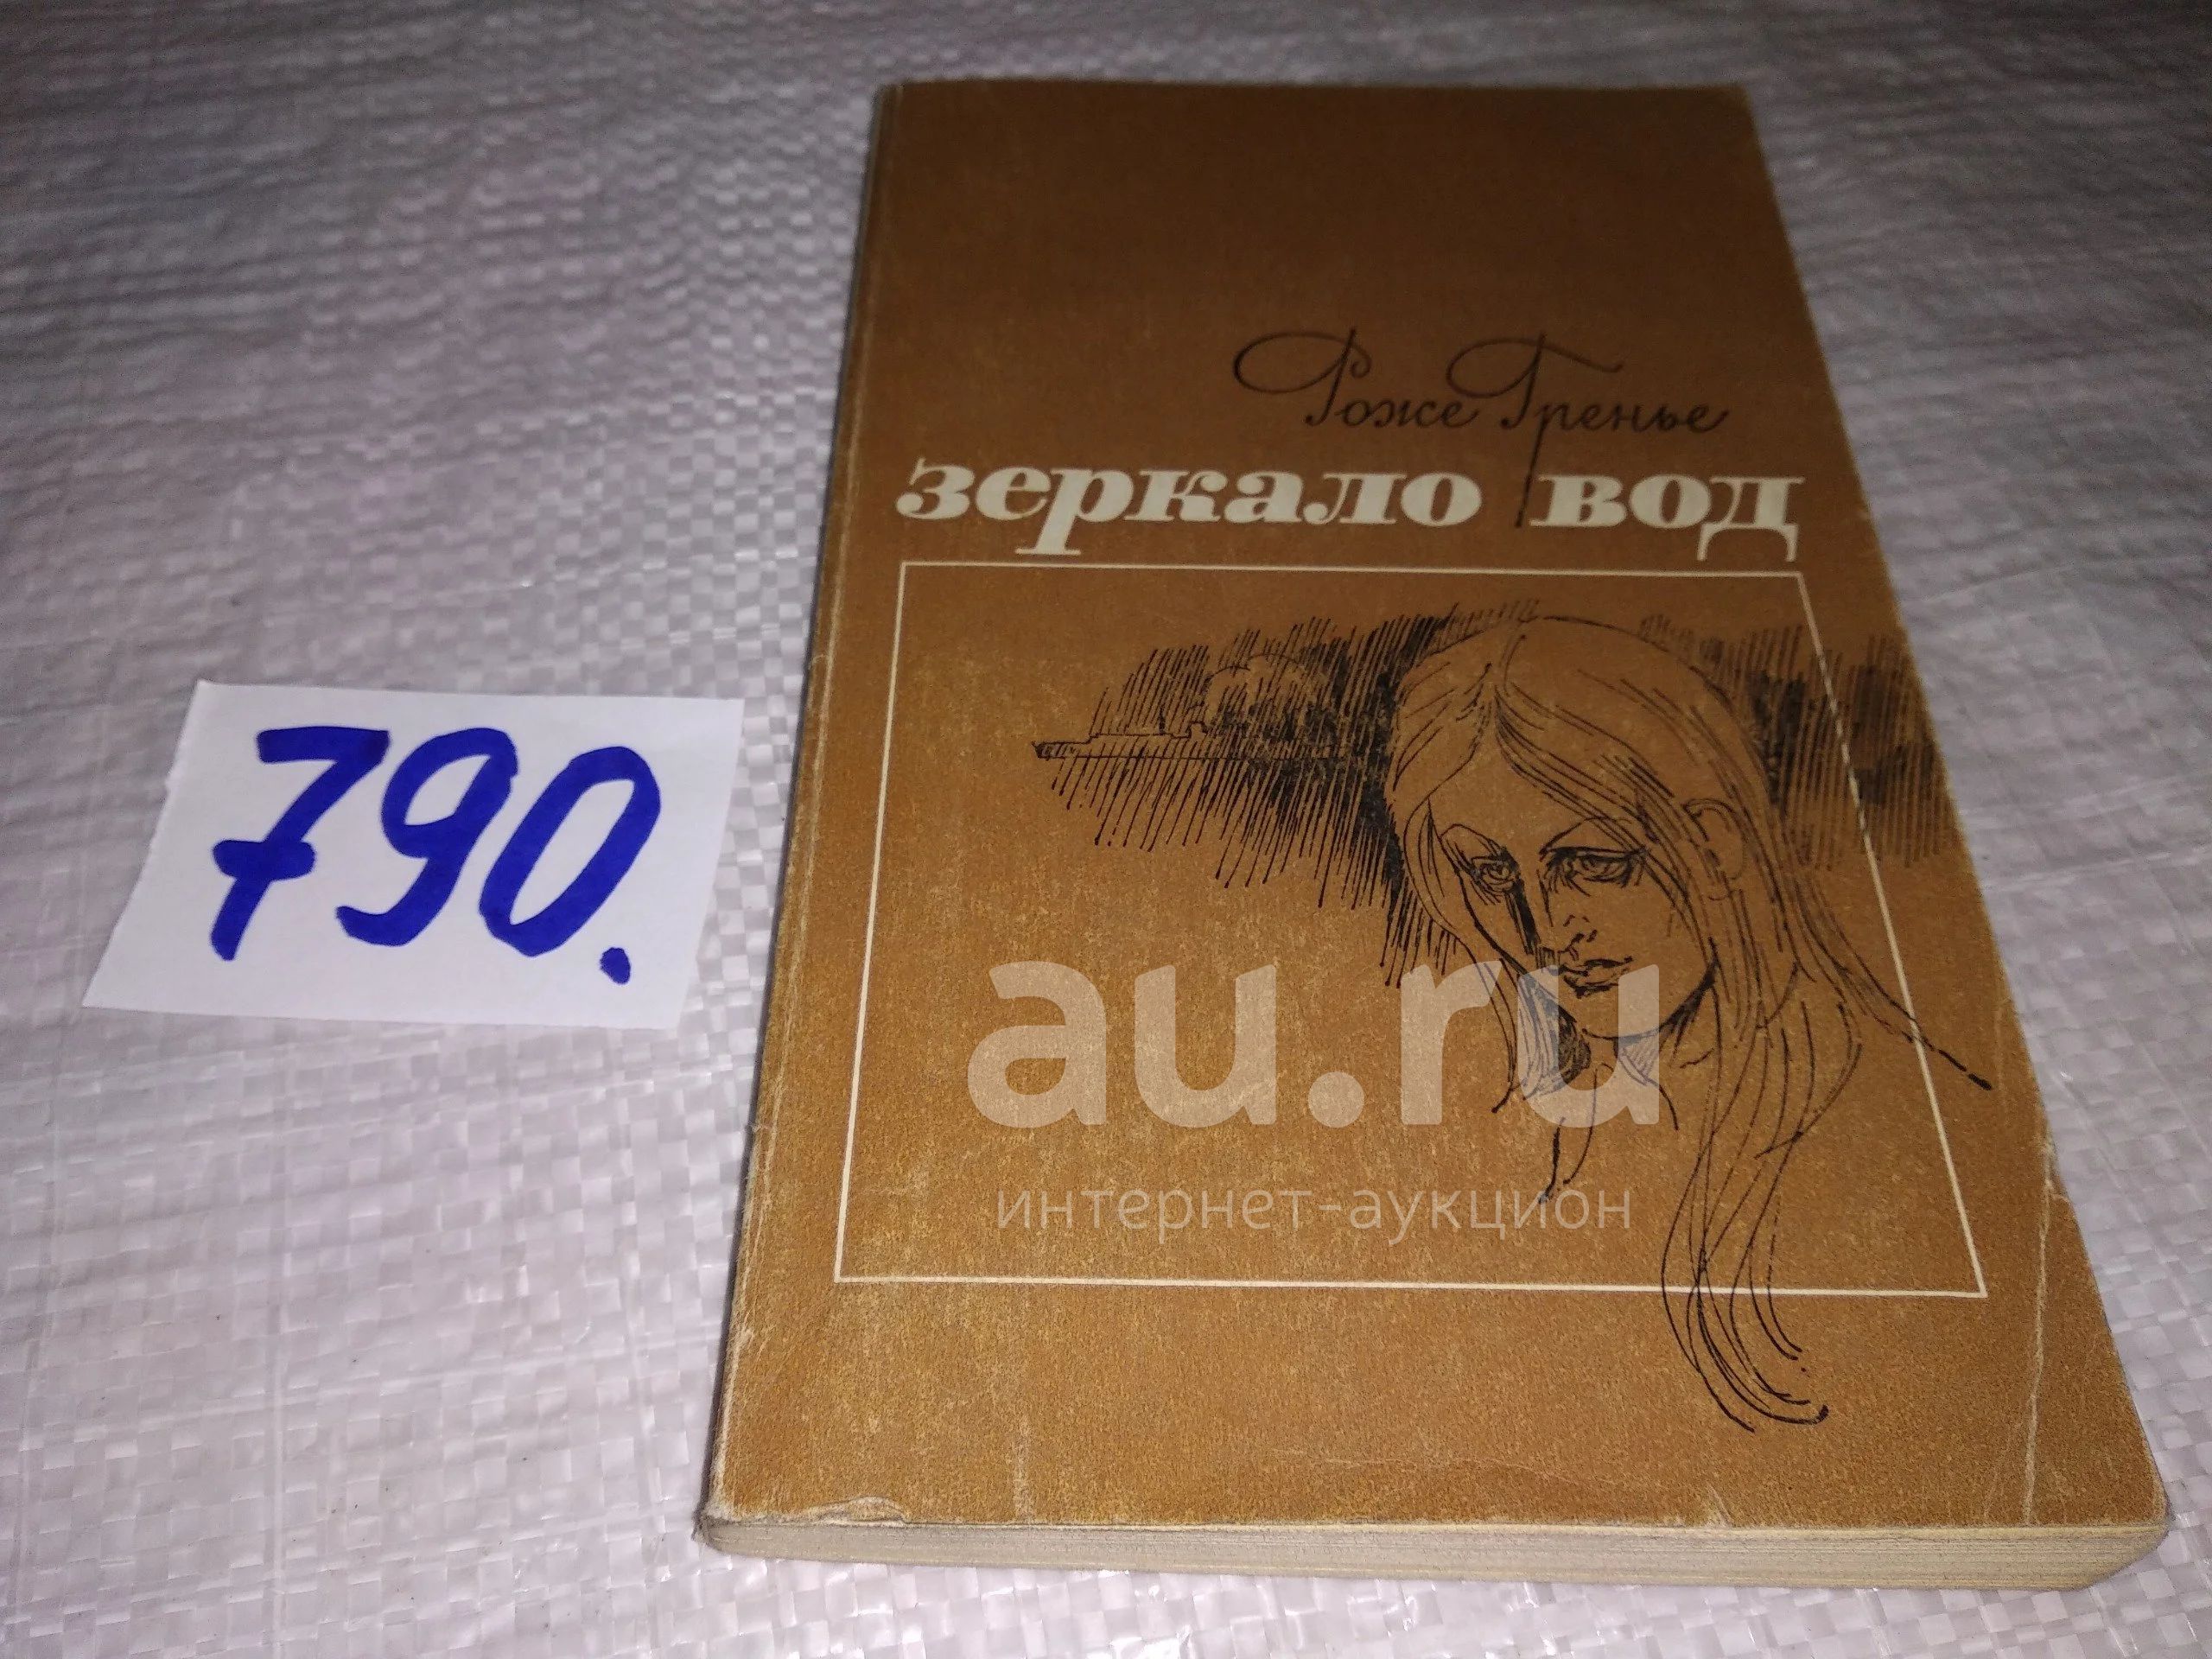 Роже Гренье
зеркало вод
790.
au.ru
интернет-аукцион